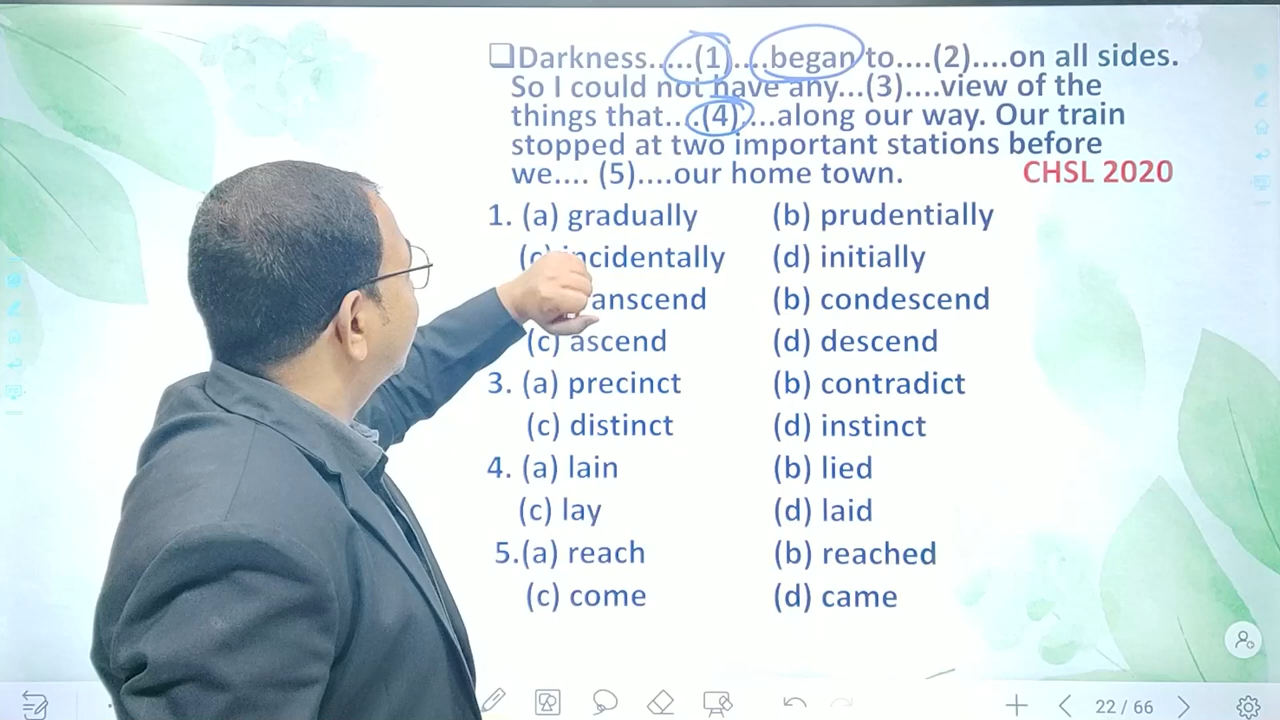 ❑Darkness.....(1)....began to....(2)....on all sides.
So I could not have any...(3)....view of the
things that....(4)....along our way. Our train
stopped at two important stations before
we.... (5)....our home town. CHSL 2020
1. (a) gradually (b) prudentially
(c) incidentally (d) initially
(b) condescend
(c) ascend (d) descend
3. (a) precinct (b) contradict
(c) distinct (d) instinct
4. (a) lain (b) lied
(c) lay (d) laid
5.(a) reach (b) reached
(c) come (d) came
22 / 66